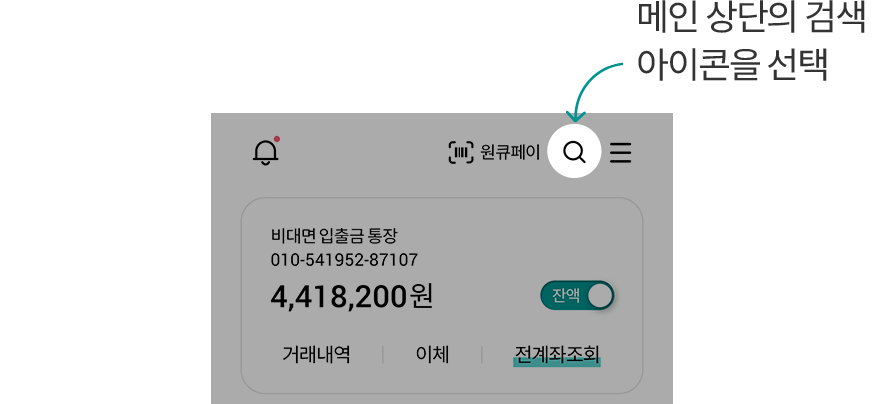 메인 상단의 검색
아이콘을 선택
원큐페이
비대면 입출금 통장
010-541952-87107
4,418,200원
잔액
거래내역 이체 전계좌조회